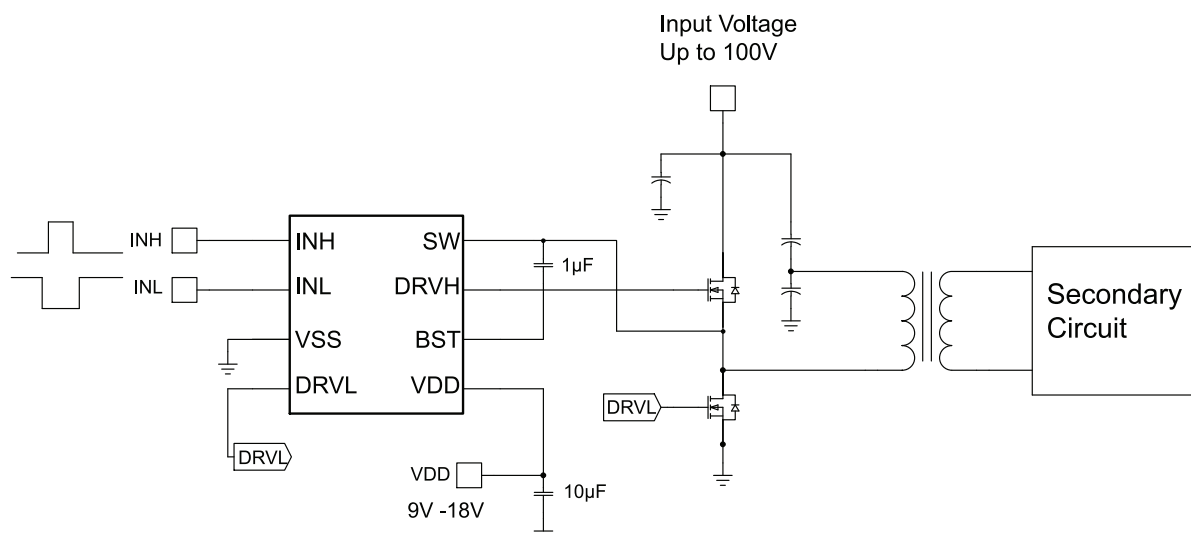 Input Voltage
Up to 100V
INH
INL
INH
INL
VSS
DRVL
SW
DRVH
BST
VDD
1µF
DRVL
VDD
9V -18V
10µF
DRVL
Secondary
Circuit